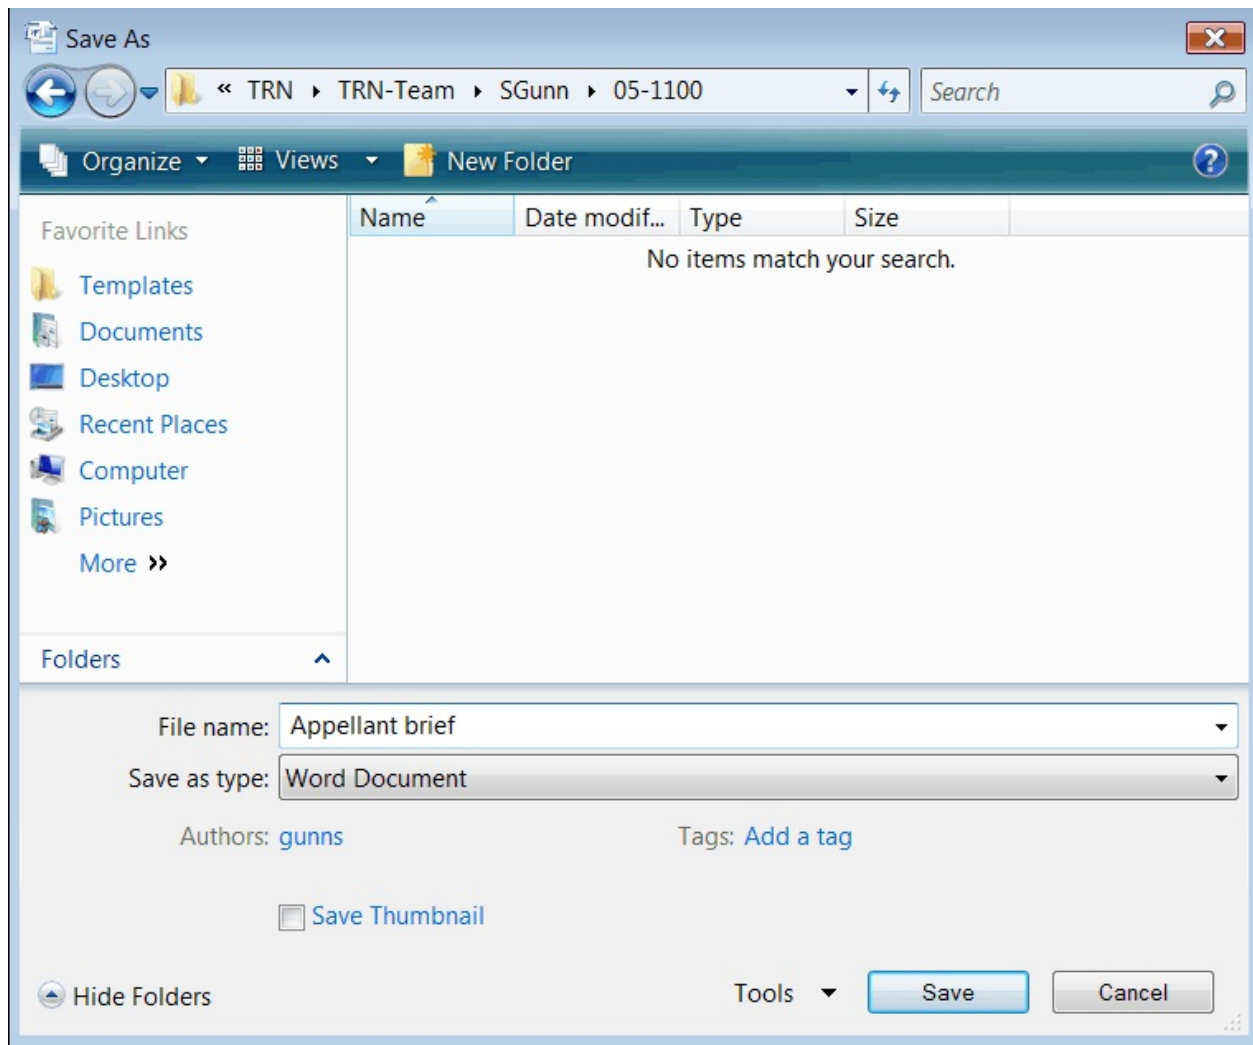 Save As
« TRN ▸ TRN-Team ▸ SGunn ▸ 05-1100 Search
Organize Views New Folder
Favorite Links
Templates
Documents
Desktop
Recent Places
Computer
Pictures
More »
Folders
Name Date modif... Type Size
No items match your search.
File name: Appellant brief
Save as type: Word Document
Authors: gunns Tags: Add a tag
Save Thumbnail
Hide Folders Tools Save Cancel